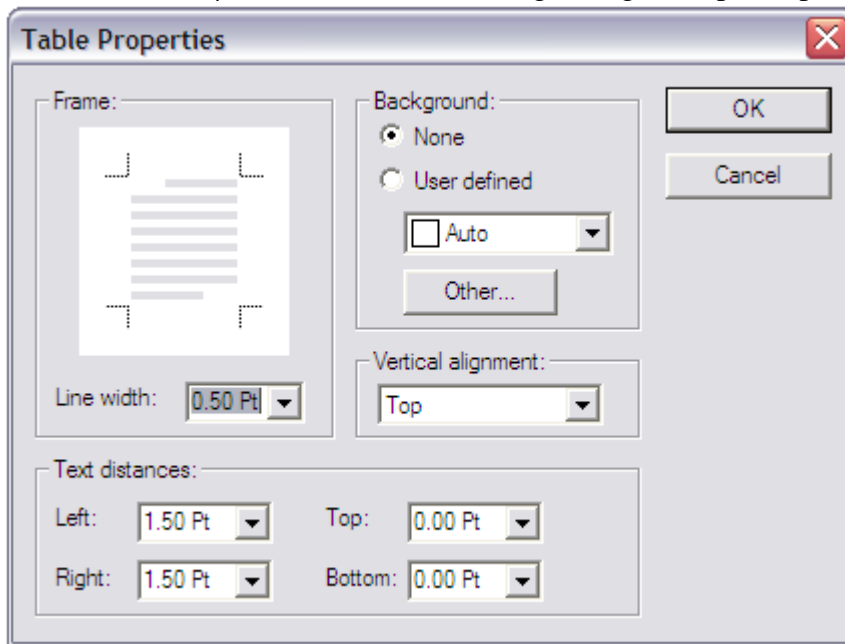 Table Properties
Frame:
Line width: 0.50 Pt
Background:
None
User defined
Auto
Other...
Vertical alignment:
Top
OK
Cancel
Text distances:
Left: 1.50 Pt Top: 0.00 Pt
Right: 1.50 Pt Bottom: 0.00 Pt